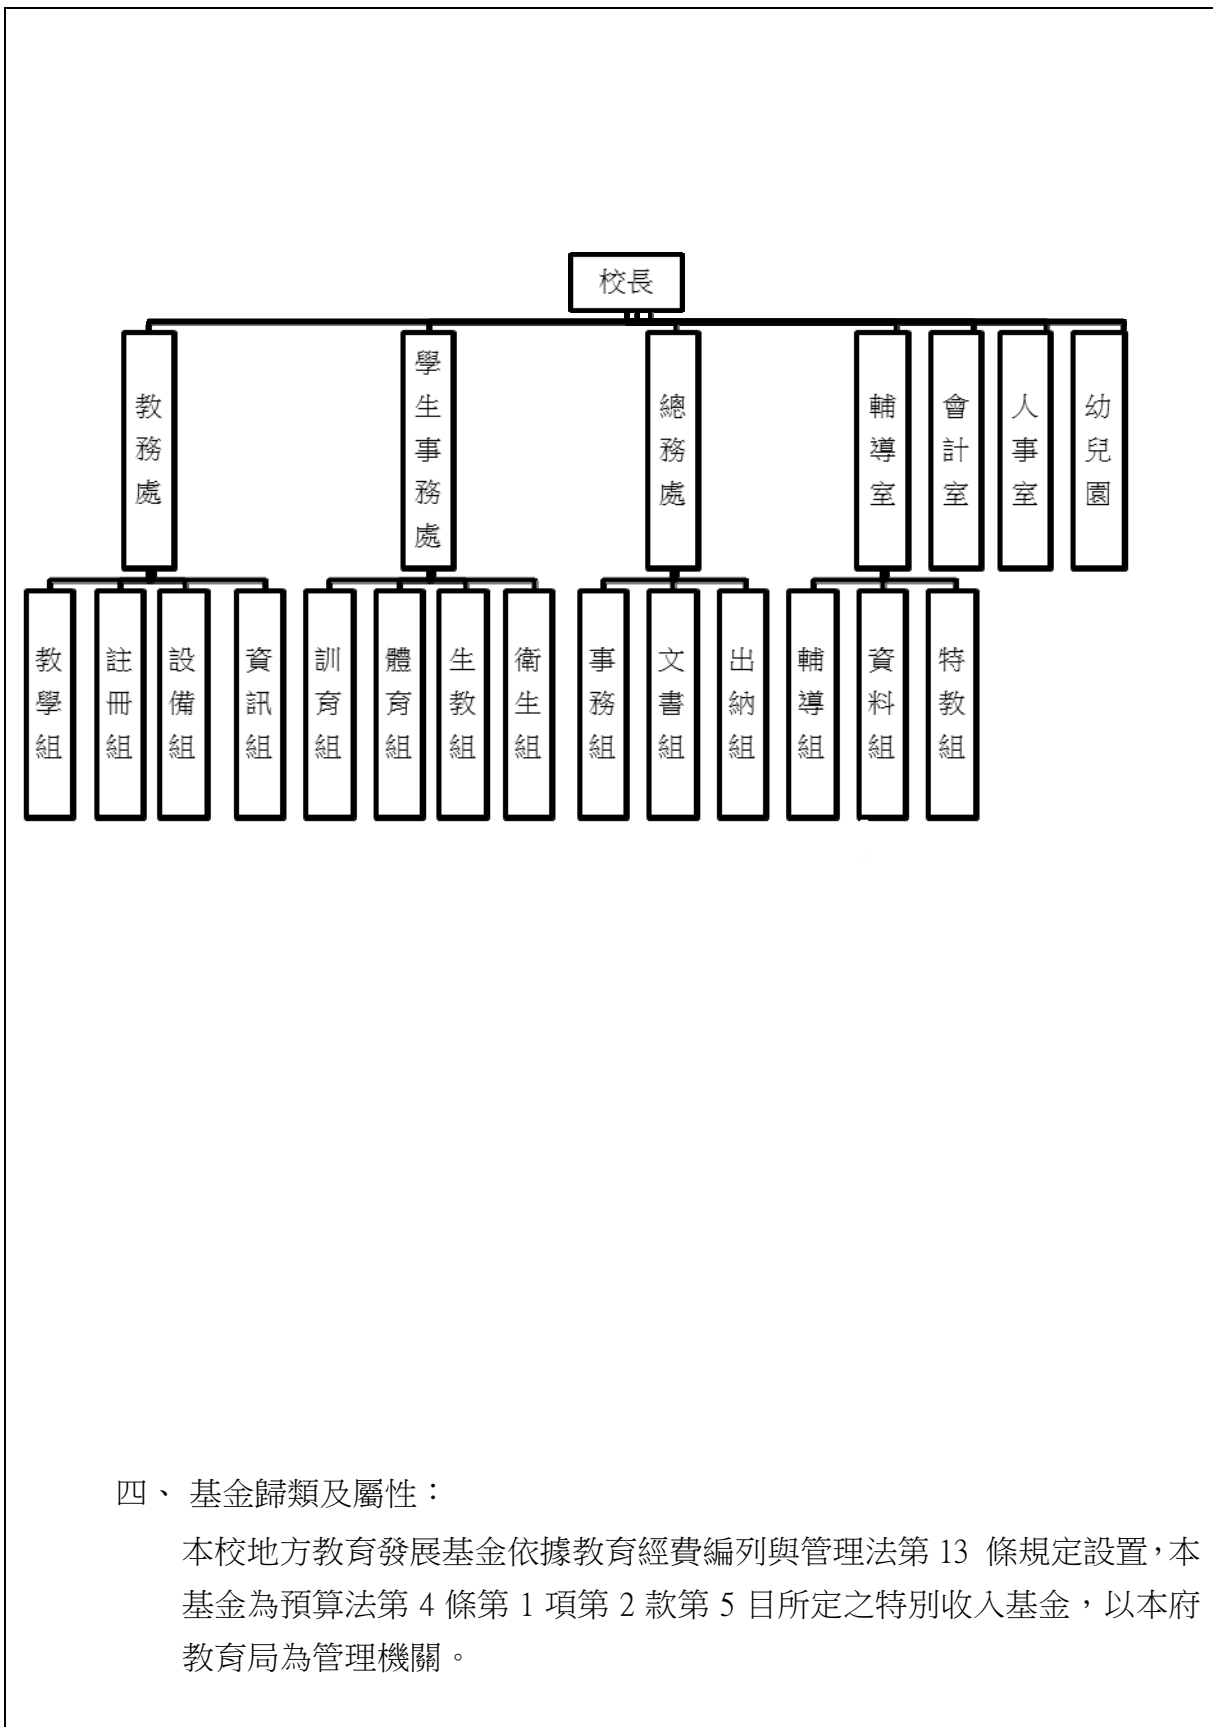 校長
教務處
學生事務處
總務處
輔導室
會計室
人事室
幼兒園
教學組
註冊組
設備組
資訊組
訓育組
體育組
生教組
衛生組
事務組
文書組
出納組
輔導組
資料組
特教組
四、 基金歸類及屬性：
本校地方教育發展基金依據教育經費編列與管理法第 13 條規定設置，本
基金為預算法第 4 條第 1 項第 2 款第 5 目所定之特別收入基金，以本府
教育局為管理機關。